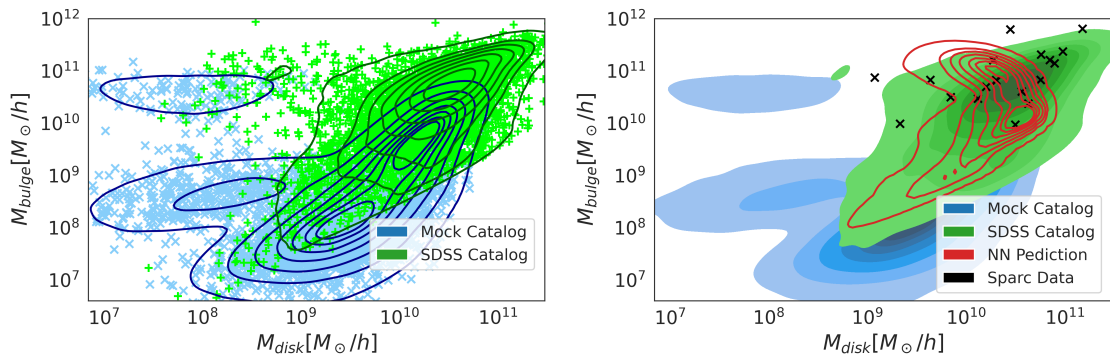 10^12
10^11
10^10
10^9
10^8
10^7
M_bulge[M_⊙/h]
Mock Catalog
SDSS Catalog
10^7 10^8 10^9 10^10 10^11
M_disk[M_⊙/h]
10^12
10^11
10^10
10^9
10^8
10^7
M_bulge[M_⊙/h]
Mock Catalog
SDSS Catalog
NN Pediction
Sparc Data
10^7 10^8 10^9 10^10 10^11
M_disk[M_⊙/h]